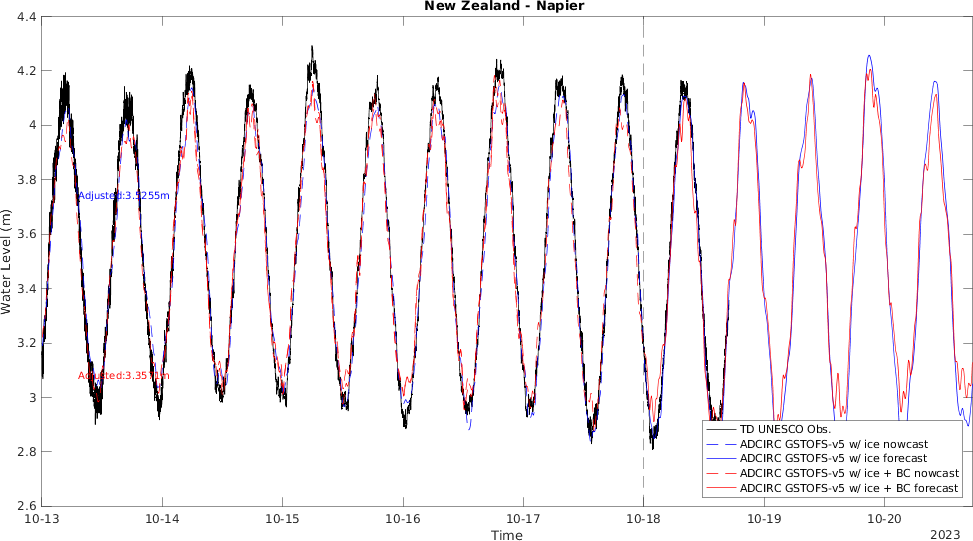 New Zealand - Napier
Water Level (m)
4.4
4.2
4
3.8
3.6
3.4
3.2
3
2.8
2.6
Adjusted:3.5255m
Adjusted:3.3571m
TD UNESCO Obs.
ADCIRC GSTOFS-v5 w/ ice nowcast
ADCIRC GSTOFS-v5 w/ ice forecast
ADCIRC GSTOFS-v5 w/ ice + BC nowcast
ADCIRC GSTOFS-v5 w/ ice + BC forecast
10-13 10-14 10-15 10-16 10-17 10-18 10-19 10-20
Time
2023